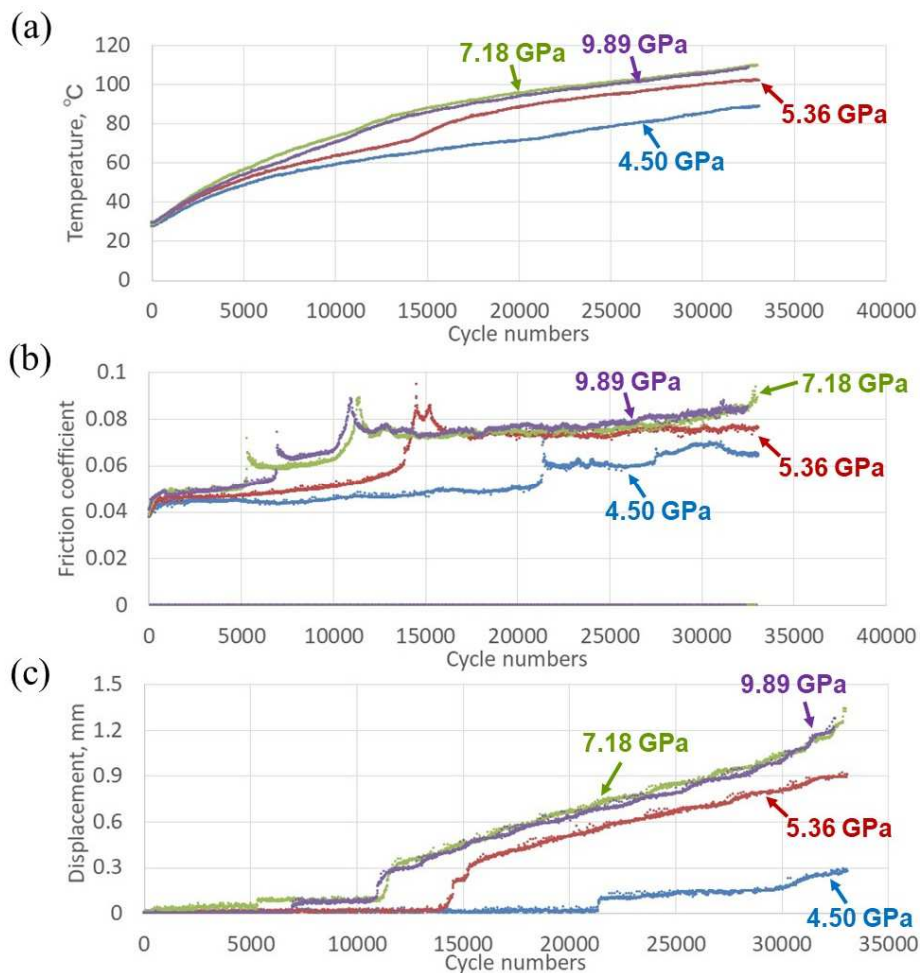 (a)
120
100
80
60
40
20
0
Temperature, °C
7.18 GPa
9.89 GPa
5.36 GPa
4.50 GPa
0 5000 10000 15000 20000 25000 30000 35000 40000
Cycle numbers
(b)
0.1
0.08
0.06
0.04
0.02
0
Friction coefficient
9.89 GPa
7.18 GPa
5.36 GPa
4.50 GPa
0 5000 10000 15000 20000 25000 30000 35000 40000
Cycle numbers
(c)
1.5
1.2
0.9
0.6
0.3
0
Displacement, mm
9.89 GPa
7.18 GPa
5.36 GPa
4.50 GPa
0 5000 10000 15000 20000 25000 30000 35000
Cycle numbers